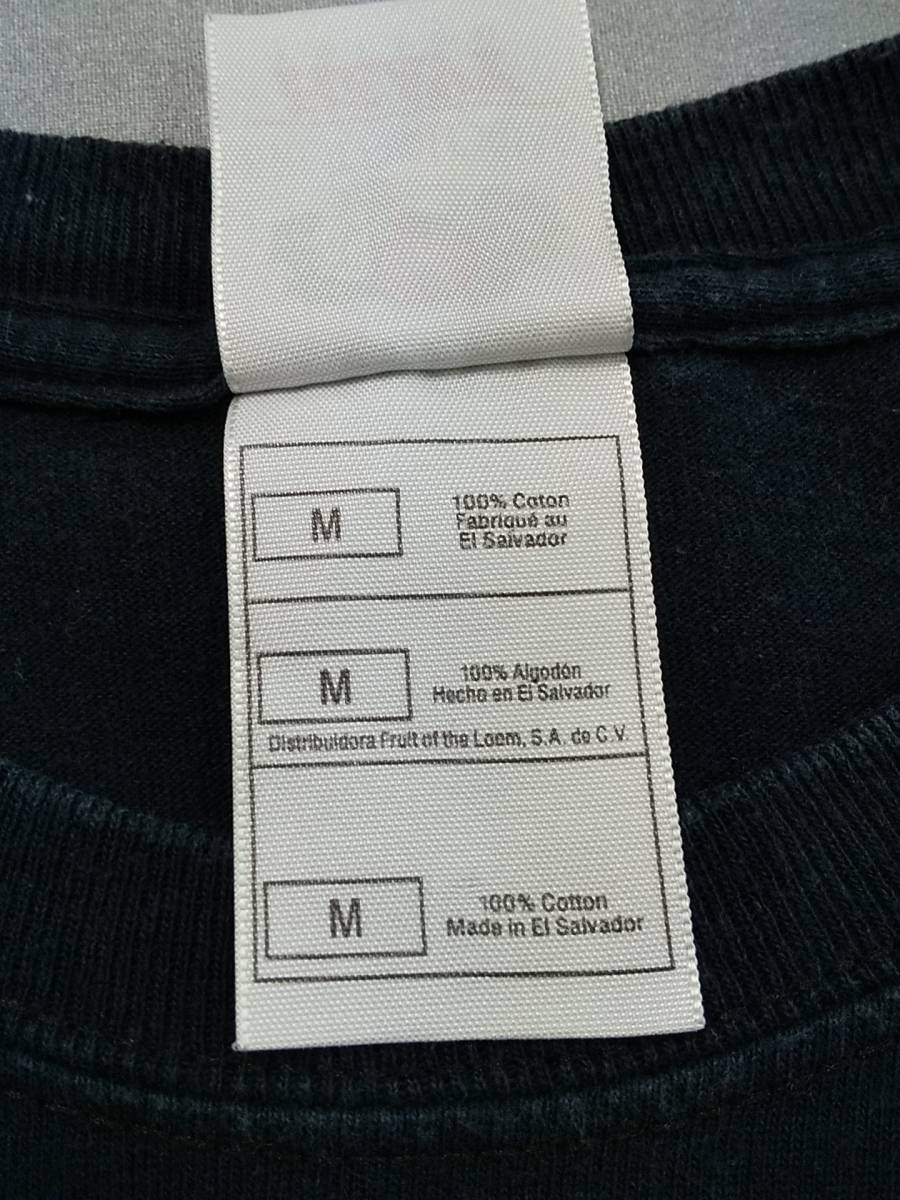 M
100% Coton
Fabriqué au
El Salvador
M
100% Algodón
Hecho en El Salvador
Distribuidora Fruit of the Loom, S.A. de C.V.
M
100% Cotton
Made in El Salvador